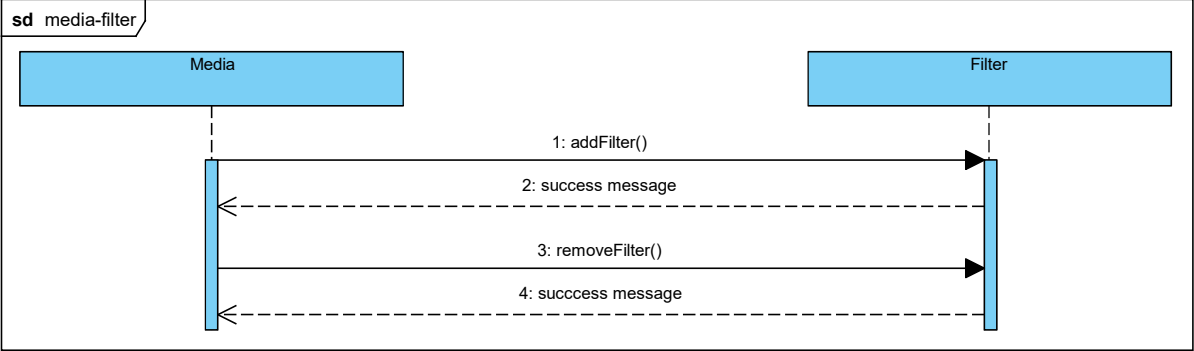 sd media-filter
Media
Filter
1: addFilter()
2: success message
3: removeFilter()
4: succcess message